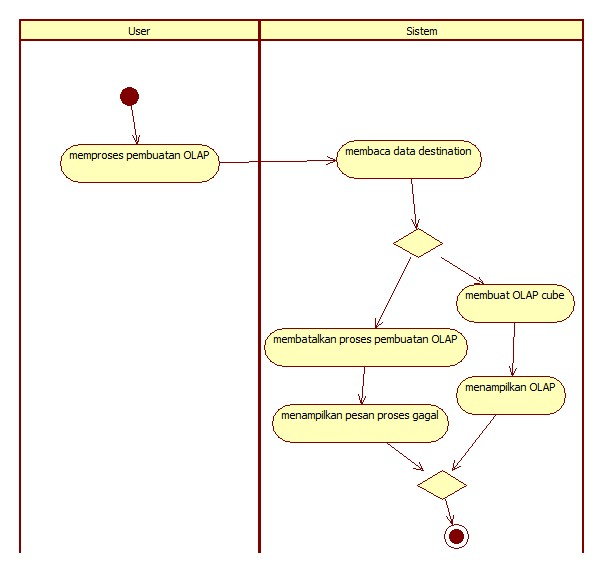 User
Sistem
memproses pembuatan OLAP
membaca data destination
membuat OLAP cube
membatalkan proses pembuatan OLAP
menampilkan OLAP
menampilkan pesan proses gagal